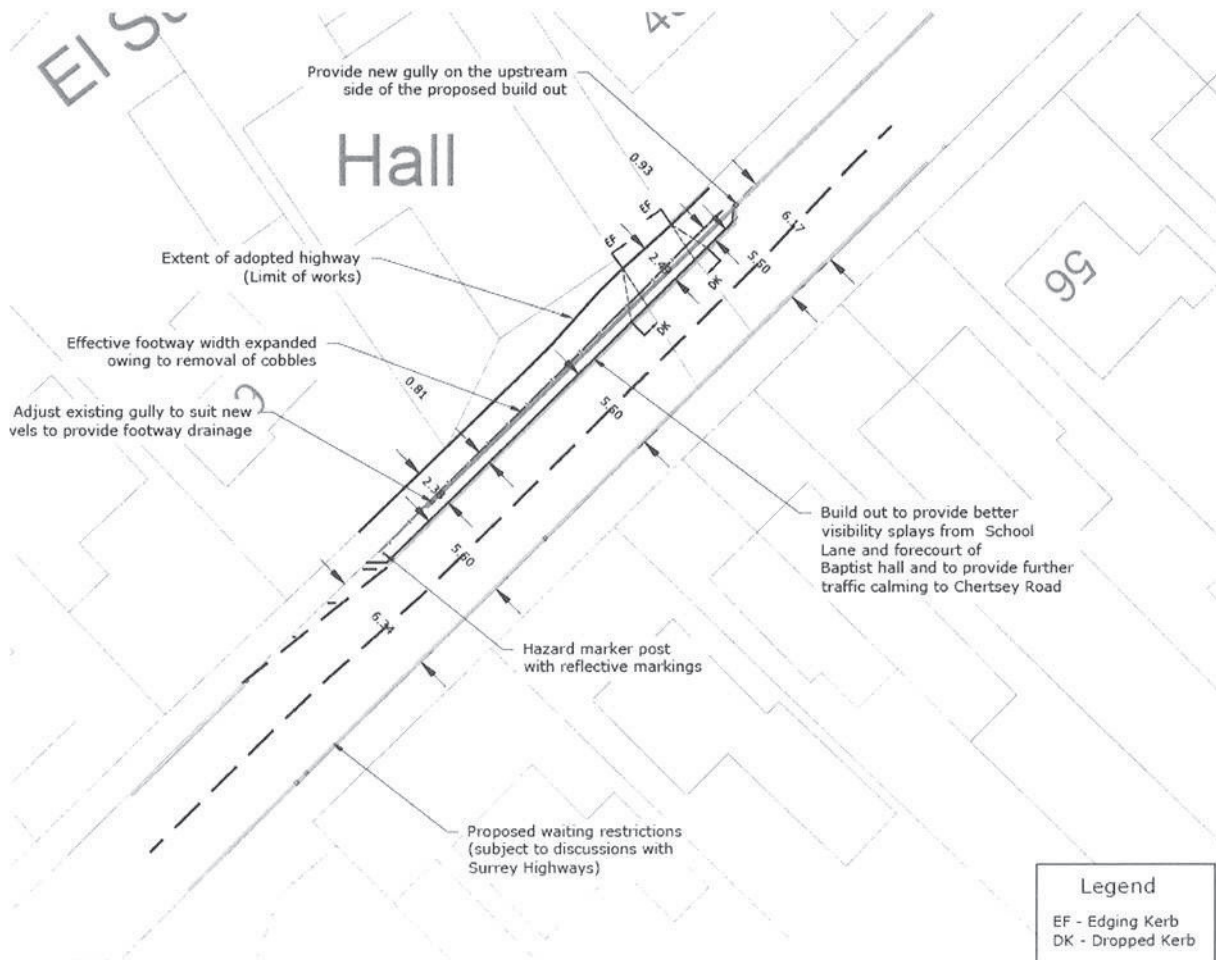 El
Hall
Provide new gully on the upstream
side of the proposed build out
0.93
EF
EF
6.17
Extent of adopted highway
(Limit of works)
5.60
DK
DK
56
Effective footway width expanded
owing to removal of cobbles
0.81
5.60
Adjust existing gully to suit new
vels to provide footway drainage
Build out to provide better
visibility splays from School
Lane and forecourt of
Baptist hall and to provide further
traffic calming to Chertsey Road
5.60
6.34
Hazard marker post
with reflective markings
Proposed waiting restrictions
(subject to discussions with
Surrey Highways)
Legend
EF - Edging Kerb
DK - Dropped Kerb